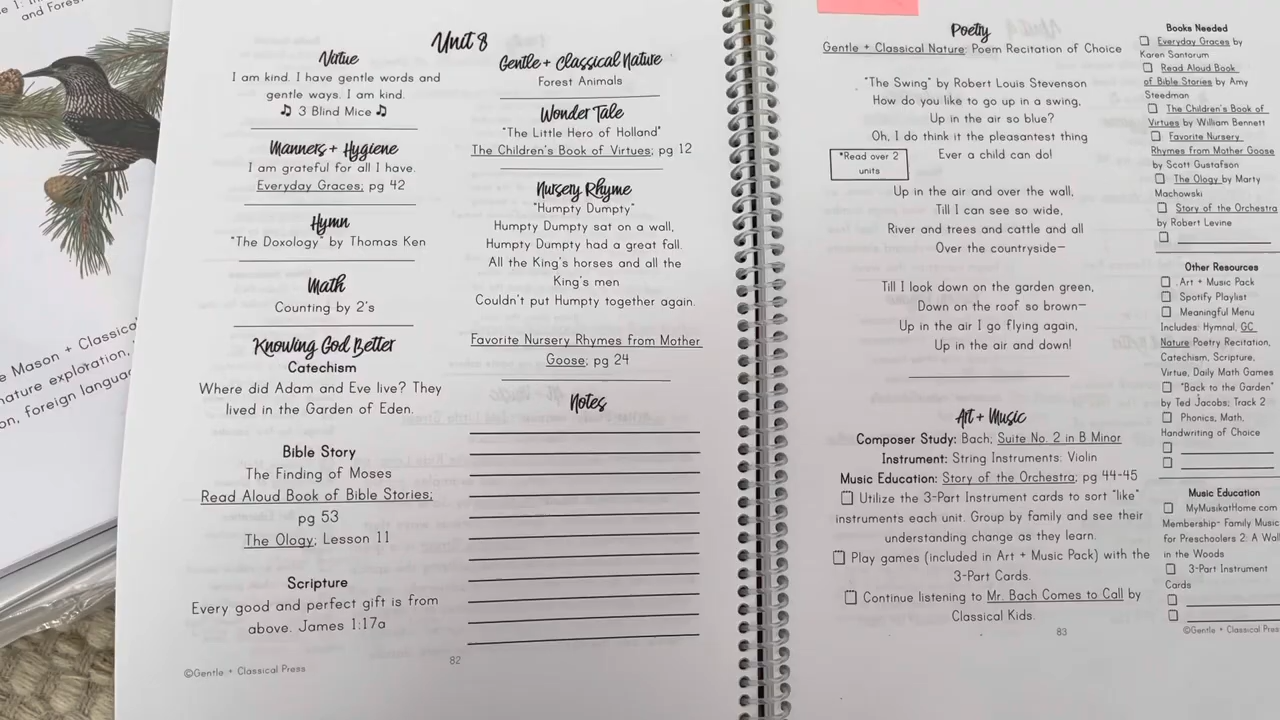 e 1: In
and Fores
e Mason + Classica
nature exploration,
on, foreign langua
Unit 8
Virtue
I am kind. I have gentle words and
gentle ways. I am kind.
♫ 3 Blind Mice ♫
Manners + Hygiene
I am grateful for all I have.
Everyday Graces; pg 42
Hymn
"The Doxology" by Thomas Ken
Math
Counting by 2's
Knowing God Better
Catechism
Where did Adam and Eve live? They
lived in the Garden of Eden.
Bible Story
The Finding of Moses
Read Aloud Book of Bible Stories;
pg 53
The Ology; Lesson 11
Scripture
Every good and perfect gift is from
above. James 1:17a
©Gentle + Classical Press
82
Gentle + Classical Nature
Forest Animals
Wonder Tale
"The Little Hero of Holland"
The Children's Book of Virtues; pg 12
Nursery Rhyme
"Humpty Dumpty"
Humpty Dumpty sat on a wall,
Humpty Dumpty had a great fall.
All the King's horses and all the
King's men
Couldn't put Humpty together again.
Favorite Nursery Rhymes from Mother
Goose; pg 24
Notes
Poetry
Gentle + Classical Nature: Poem Recitation of Choice
"The Swing" by Robert Louis Stevenson
How do you like to go up in a swing,
Up in the air so blue?
Oh, I do think it the pleasantest thing
Ever a child can do!
*Read over 2
units
Up in the air and over the wall,
Till I can see so wide,
River and trees and cattle and all
Over the countryside—
Till I look down on the garden green,
Down on the roof so brown—
Up in the air I go flying again,
Up in the air and down!
Art + Music
Composer Study: Bach; Suite No. 2 in B Minor
Instrument: String Instruments: Violin
Music Education: Story of the Orchestra; pg 44-45
Utilize the 3-Part Instrument cards to sort "like"
instruments each unit. Group by family and see their
understanding change as they learn.
Play games (included in Art + Music Pack) with the
3-Part Cards.
Continue listening to Mr. Bach Comes to Call by
Classical Kids.
83
Books Needed
Everyday Graces by
Karen Santorum
Read Aloud Book
of Bible Stories by Amy
Steedman
The Children's Book of
Virtues by William Bennett
Favorite Nursery
Rhymes from Mother Goose
by Scott Gustafson
The Ology by Marty
Machowski
Story of the Orchestra
by Robert Levine
Other Resources
Art + Music Pack
Spotify Playlist
Meaningful Menu
Includes: Hymnal, GC
Nature Poetry Recitation,
Catechism, Scripture,
Virtue, Daily Math Games
"Back to the Garden"
by Ted Jacobs; Track 2
Phonics, Math,
Handwriting of Choice
Music Education
MyMusikatHome.com
Membership- Family Music
for Preschoolers 2: A Wal
in the Woods
3-Part Instrument
Cards
©Gentle + Classical Pres